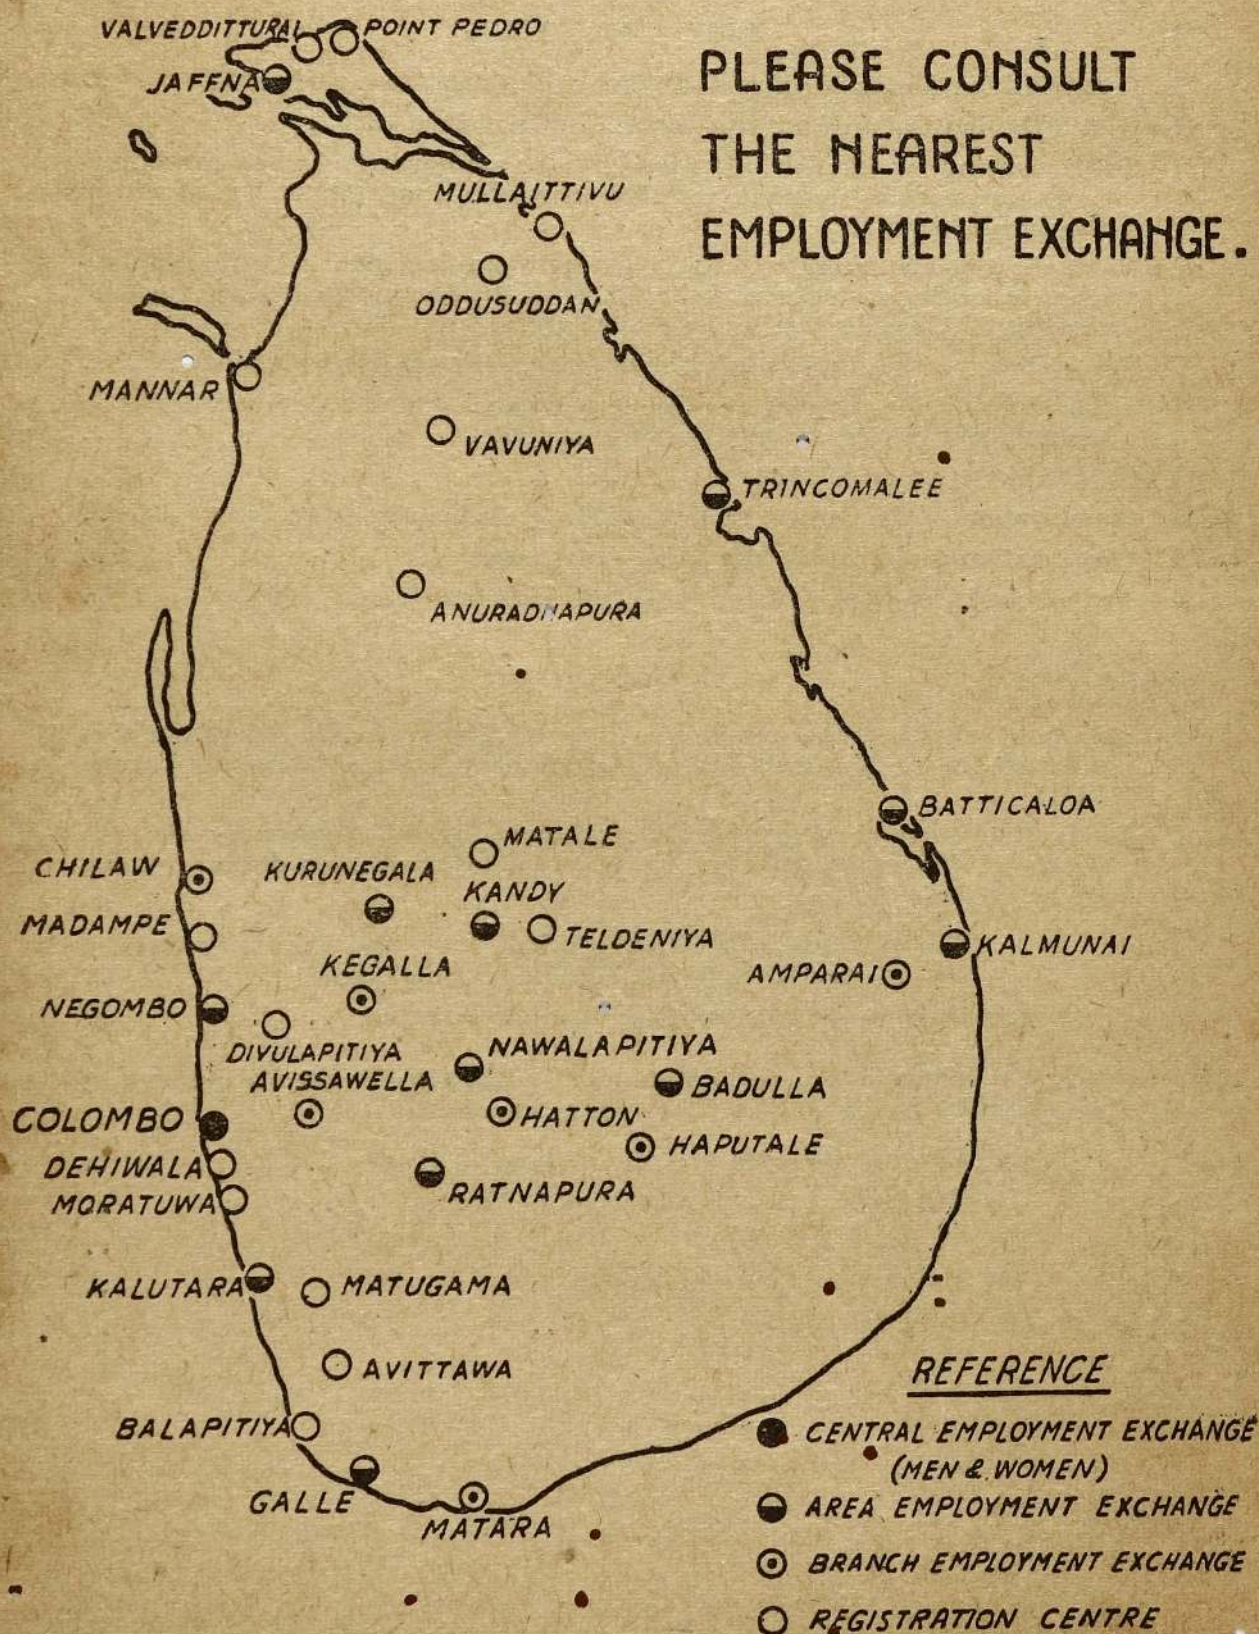 VALVEDDITTURAI
POINT PEDRO
JAFFNA
PLEASE CONSULT
THE NEAREST
EMPLOYMENT EXCHANGE.
MULLAITTIVU
ODDUSUDDAN
MANNAR
VAVUNIYA
TRINCOMALEE
ANURADHAPURA
BATTICALOA
MATALE
CHILAW
KURUNEGALA
KANDY
MADAMPE
TELDENIYA
KALMUNAI
KEGALLA
AMPARAI
NEGOMBO
DIVULAPITIYA
NAWALAPITIYA
AVISSAWELLA
BADULLA
COLOMBO
HATTON
HAPUTALE
DEHIWALA
MORATUWA
RATNAPURA
KALUTARA
MATUGAMA
AVITTAWA
BALAPITIYA
GALLE
MATARA
REFERENCE
CENTRAL EMPLOYMENT EXCHANGE
(MEN & WOMEN)
AREA EMPLOYMENT EXCHANGE
BRANCH EMPLOYMENT EXCHANGE
REGISTRATION CENTRE